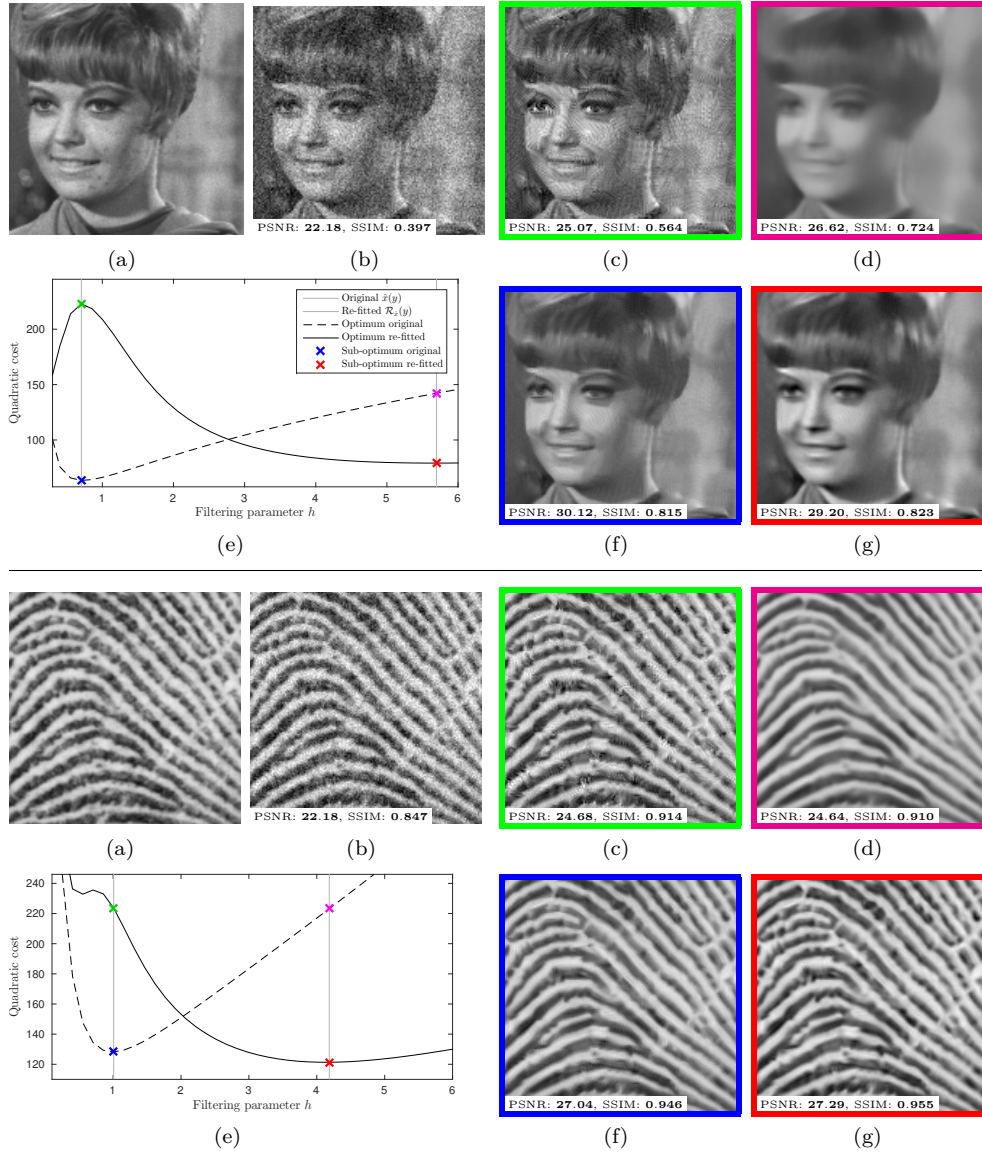 PSNR: 22.18, SSIM: 0.397
PSNR: 25.07, SSIM: 0.564
PSNR: 26.62, SSIM: 0.724
(a)
(b)
(c)
(d)
Quadratic cost
200
150
100
1
2
3
4
5
6
Filtering parameter h
Original x̂(y)
Re-fitted ℛx̂(y)
Optimum original
Optimum re-fitted
Sub-optimum original
Sub-optimum re-fitted
PSNR: 30.12, SSIM: 0.815
PSNR: 29.20, SSIM: 0.823
(e)
(f)
(g)
PSNR: 22.18, SSIM: 0.847
PSNR: 24.68, SSIM: 0.914
PSNR: 24.64, SSIM: 0.910
(a)
(b)
(c)
(d)
Quadratic cost
240
220
200
180
160
140
120
1
2
3
4
5
6
Filtering parameter h
PSNR: 27.04, SSIM: 0.946
PSNR: 27.29, SSIM: 0.955
(e)
(f)
(g)